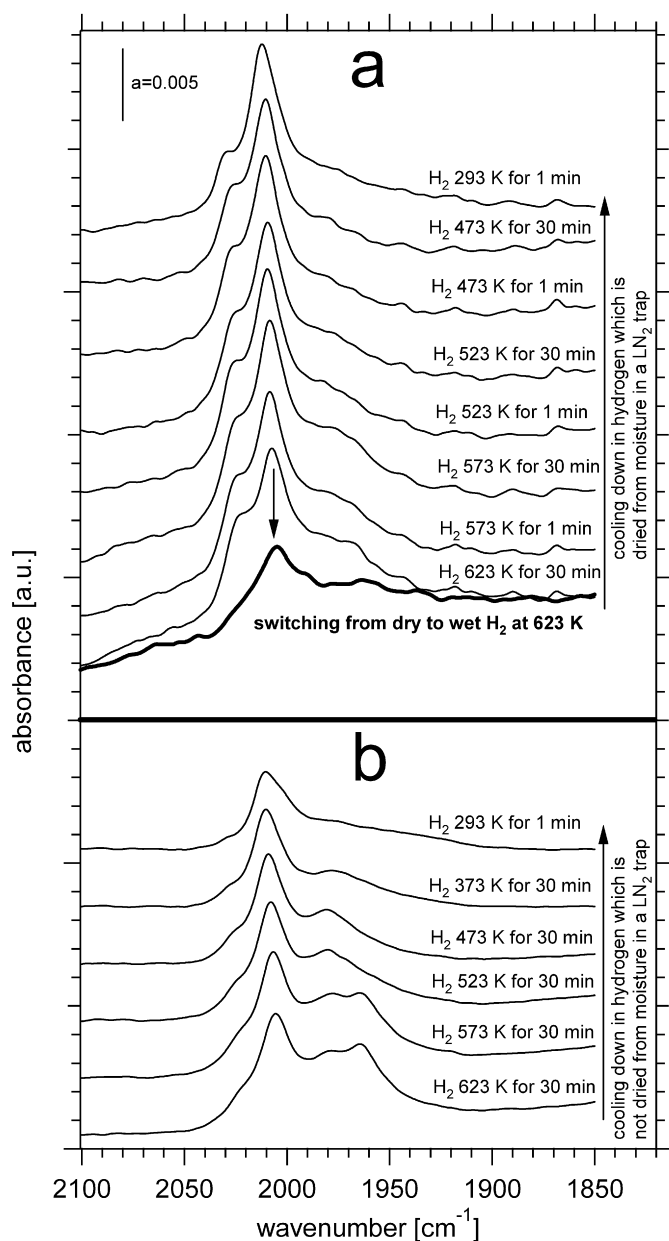 a
a=0.005
H2 293 K for 1 min
H2 473 K for 30 min
H2 473 K for 1 min
H2 523 K for 30 min
H2 523 K for 1 min
H2 573 K for 30 min
H2 573 K for 1 min
H2 623 K for 30 min
switching from dry to wet H2 at 623 K
cooling down in hydrogen which is
dried from moisture in a LN2 trap
absorbance [a.u.]
b
H2 293 K for 1 min
H2 373 K for 30 min
H2 473 K for 30 min
H2 523 K for 30 min
H2 573 K for 30 min
H2 623 K for 30 min
cooling down in hydrogen which is
not dried from moisture in a LN2 trap
2100 2050 2000 1950 1900 1850
wavenumber [cm-1]